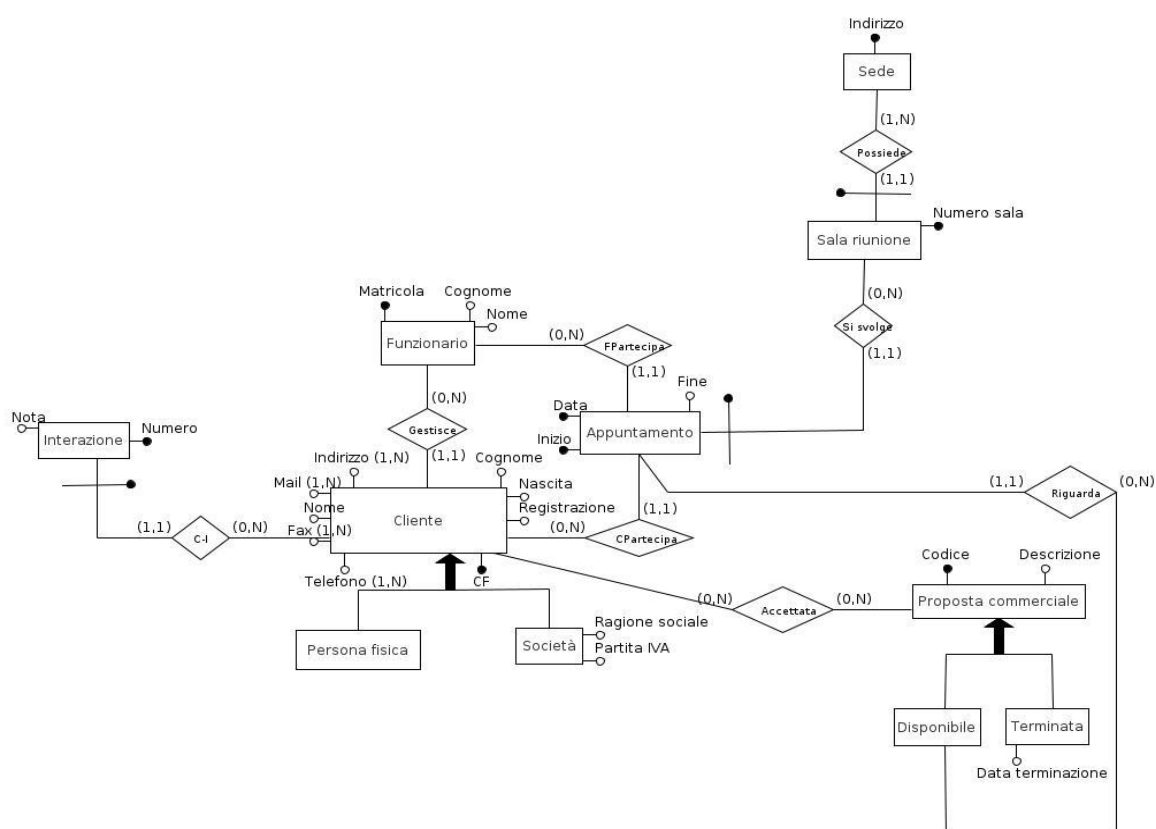 Indirizzo
Sede
(1,N)
Possiede
(1,1)
Numero sala
Sala riunione
(0,N)
Si svolge
(1,1)
Matricola
Cognome
Nome
Funzionario
(0,N)
FPartecipa
(1,1)
(0,N)
Gestisce
(1,1)
Fine
Data
Inizio
Appuntamento
Nota
Numero
Interazione
Indirizzo (1,N)
Cognome
Mail (1,N)
Nascita
Nome
Registrazione
Cliente
Fax (1,N)
Telefono (1,N)
CF
(1,1)
C-I
(0,N)
(0,N)
CPartecipa
(1,1)
(1,1)
Riguarda
(0,N)
Codice
Descrizione
(0,N)
Accettata
(0,N)
Proposta commerciale
Persona fisica
Società
Ragione sociale
Partita IVA
Disponibile
Terminata
Data terminazione